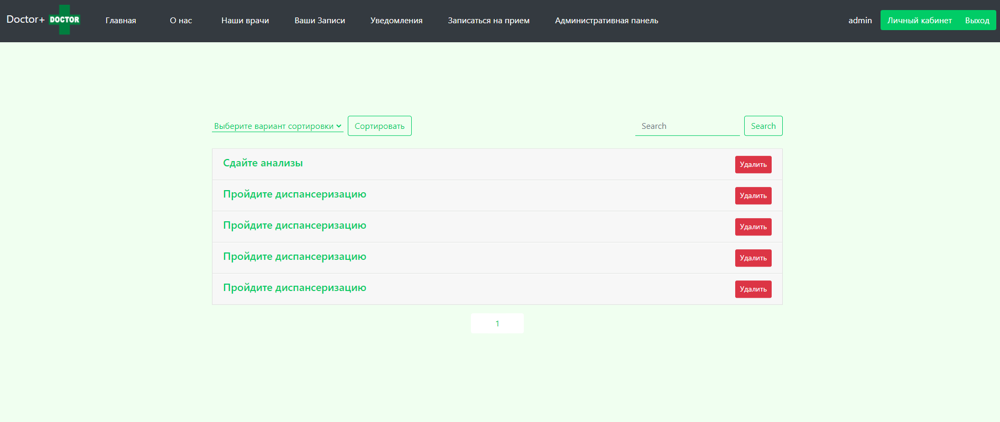 Doctor+ DOCTOR Главная О нас Наши врачи Ваши Записи Уведомления Записаться на прием Административная панель admin Личный кабинет Выход
Выберите вариант сортировки Сортировать Search Search
Сдайте анализы Удалить
Пройдите диспансеризацию Удалить
Пройдите диспансеризацию Удалить
Пройдите диспансеризацию Удалить
Пройдите диспансеризацию Удалить
1